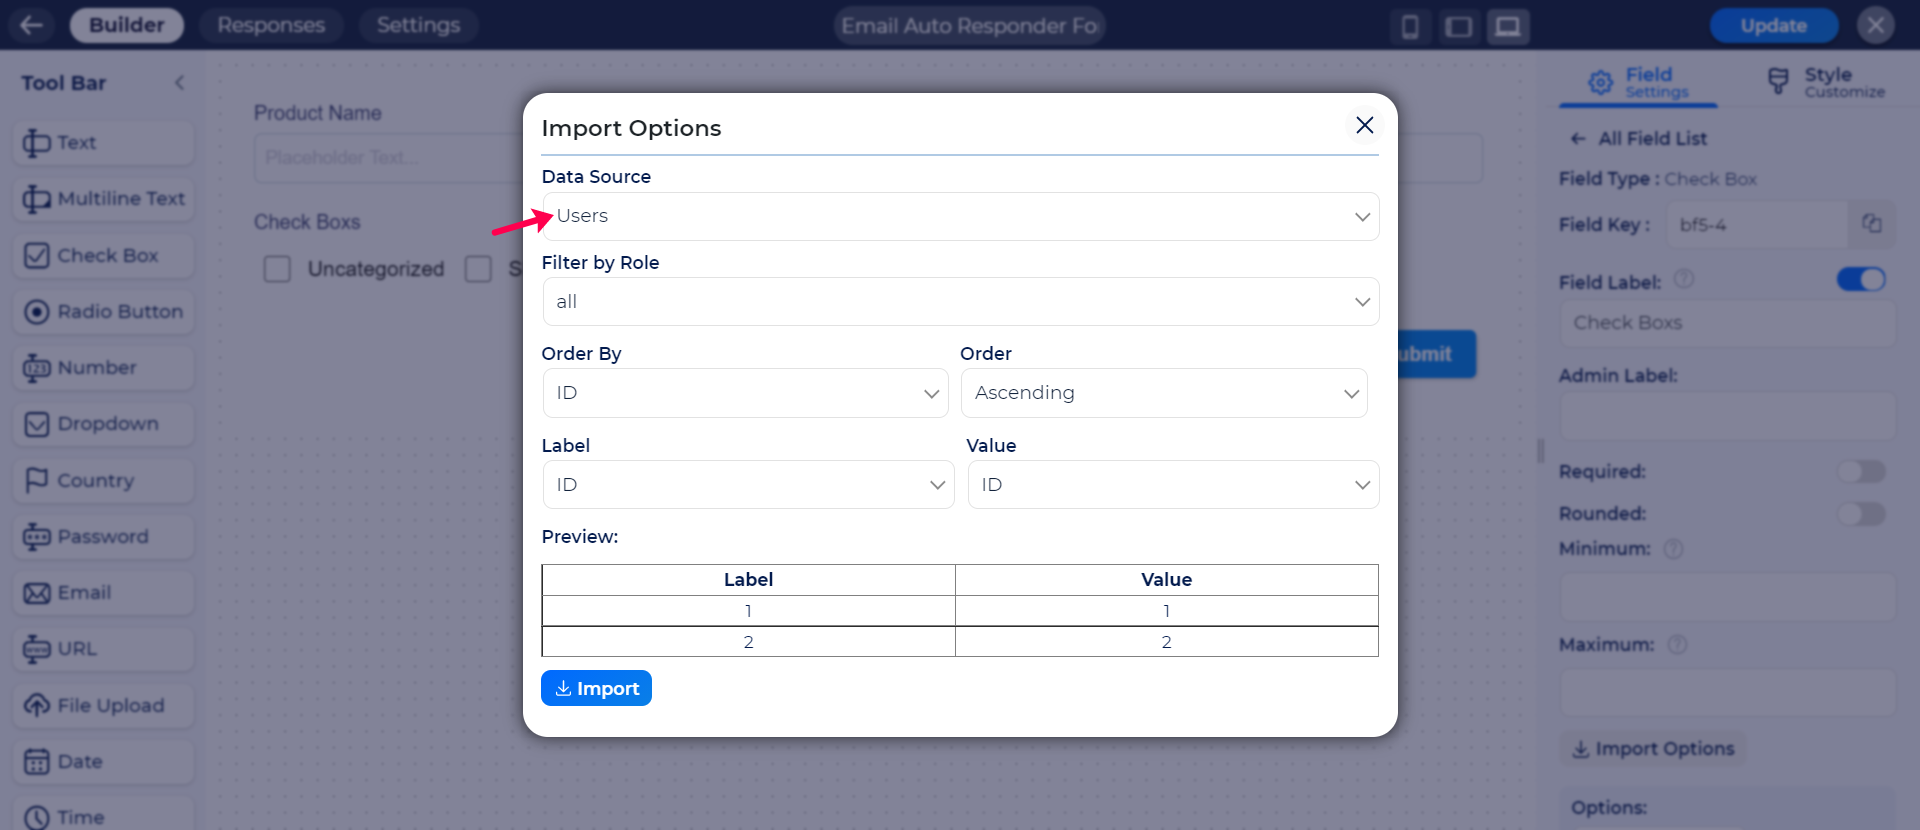 Builder
Responses
Settings
Email Auto Responder Fo
Update
Tool Bar
Text
Multiline Text
Check Box
Radio Button
Number
Dropdown
Country
Password
Email
URL
File Upload
Date
Time
Product Name
Placeholder Text...
Check Boxs
Uncategorized
Import Options
Data Source
Users
Filter by Role
all
Order By
Order
ID
Ascending
Label
Value
ID
ID
Preview:
Label Value
1 1
2 2
Import
Field
Settings
Style
Customize
All Field List
Field Type : Check Box
Field Key : bf5-4
Field Label:
Check Boxs
Admin Label:
Required:
Rounded:
Minimum:
Maximum:
Import Options
Options: